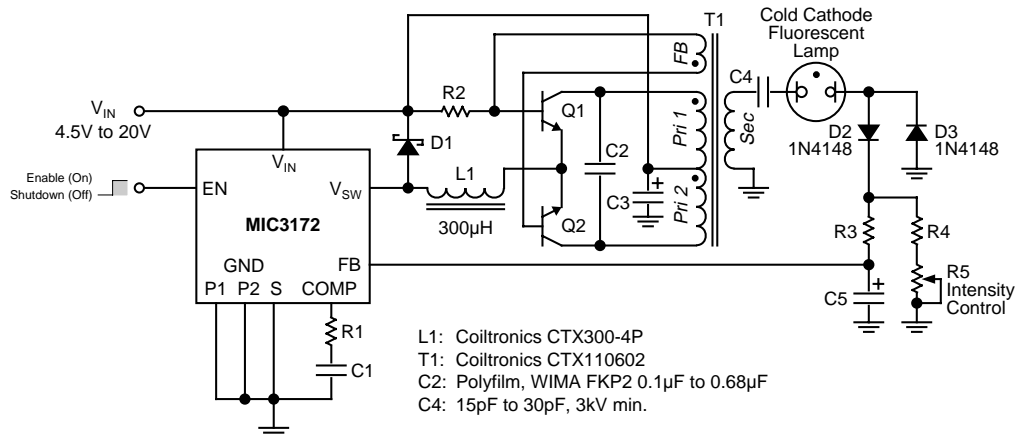 Cold Cathode
Fluorescent
Lamp
T1
FB
C4
R2
V IN
4.5V to 20V
Q1
D1
C2
Pri 1
Sec
D2
1N4148
D3
1N4148
V IN
L1
Enable (On)
Shutdown (Off)
EN
V SW
MIC3172
300µH
C3
Pri 2
Q2
R3
R4
GND
FB
P1 P2 S COMP
R5
Intensity
Control
C5
R1
C1
L1: Coiltronics CTX300-4P
T1: Coiltronics CTX110602
C2: Polyfilm, WIMA FKP2 0.1µF to 0.68µF
C4: 15pF to 30pF, 3kV min.